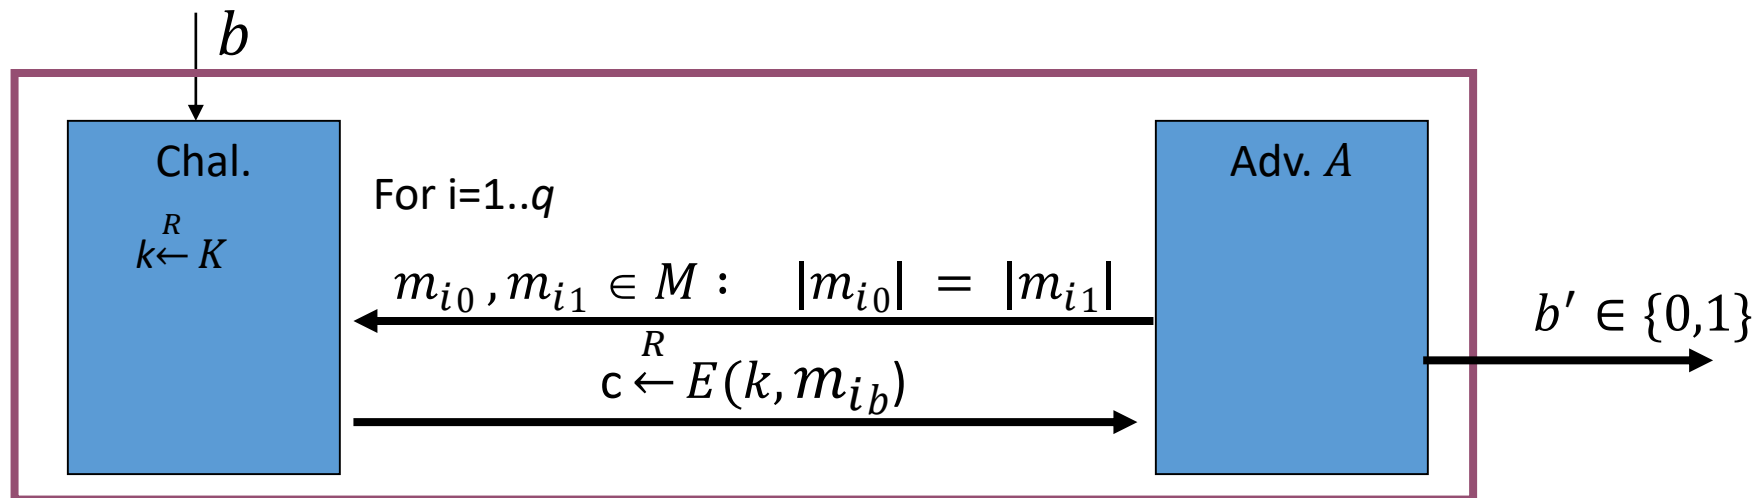 b
Chal.
k ←ᴿ K
For i=1..q
m_{i0} , m_{i1} ∈ M : |m_{i0}| = |m_{i1}|
c ←ᴿ E(k, m_{ib})
Adv. A
b′ ∈ {0,1}